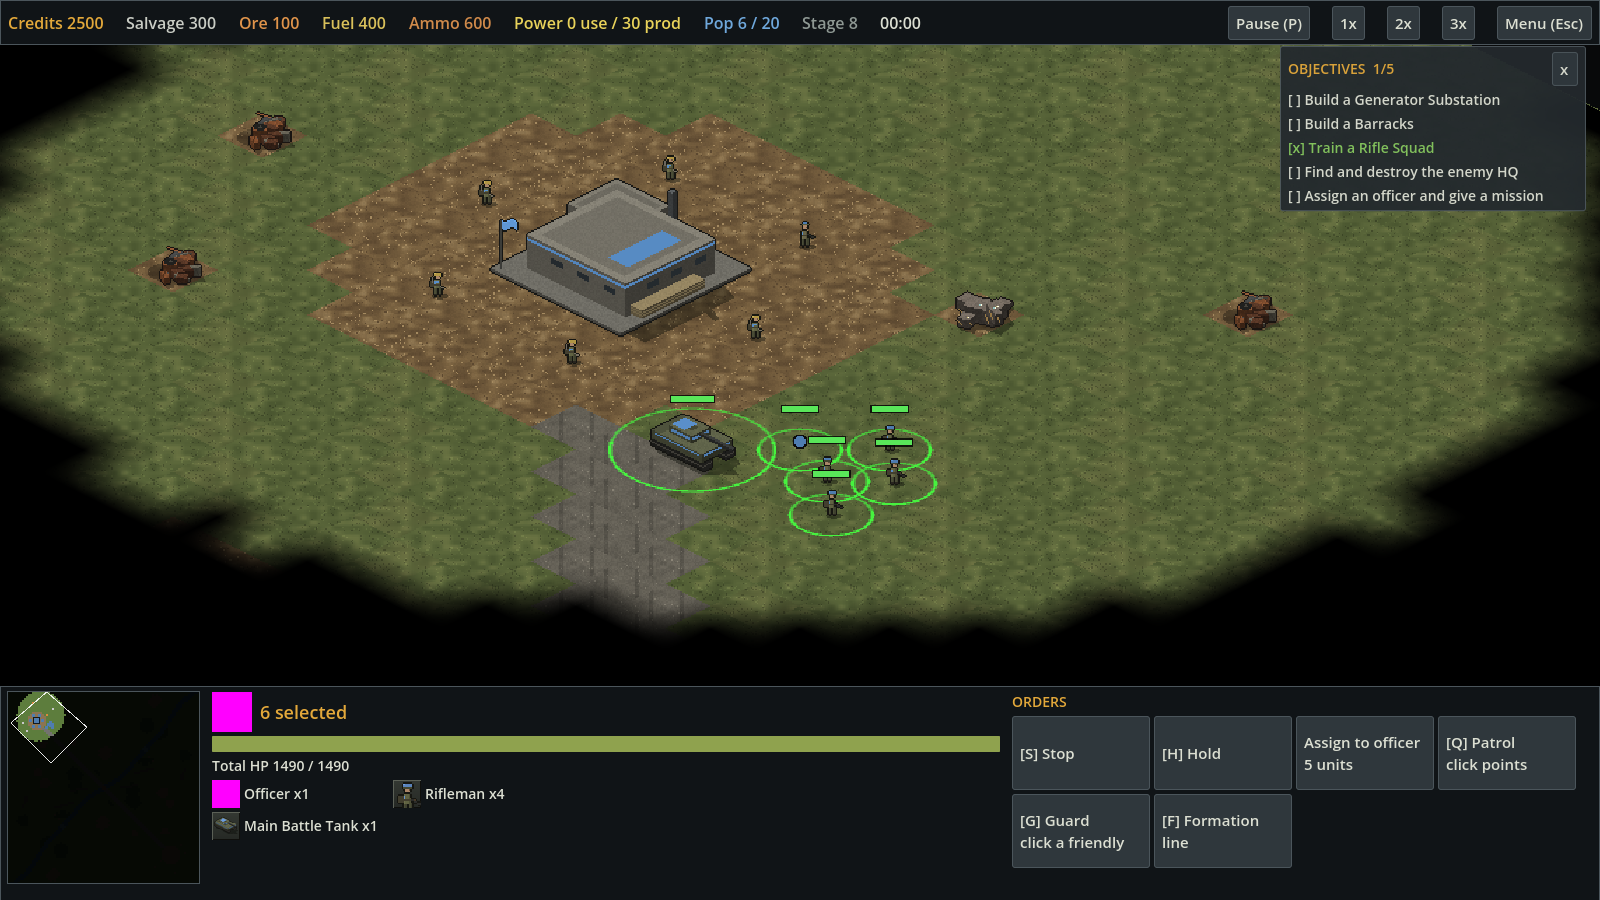 Credits 2500 Salvage 300 Ore 100 Fuel 400 Ammo 600 Power 0 use / 30 prod Pop 6 / 20 Stage 8 00:00 Pause (P) 1x 2x 3x Menu (Esc)
OBJECTIVES 1/5 x
[ ] Build a Generator Substation
[ ] Build a Barracks
[x] Train a Rifle Squad
[ ] Find and destroy the enemy HQ
[ ] Assign an officer and give a mission
6 selected
Total HP 1490 / 1490
Officer x1 Rifleman x4
Main Battle Tank x1
ORDERS
[S] Stop
[H] Hold
Assign to officer
5 units
[Q] Patrol
click points
[G] Guard
click a friendly
[F] Formation
line